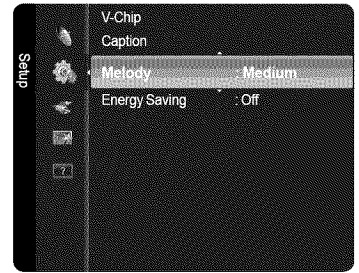 Setup
V-Chip
Caption
Melody : Medium
Energy Saving : Off
?